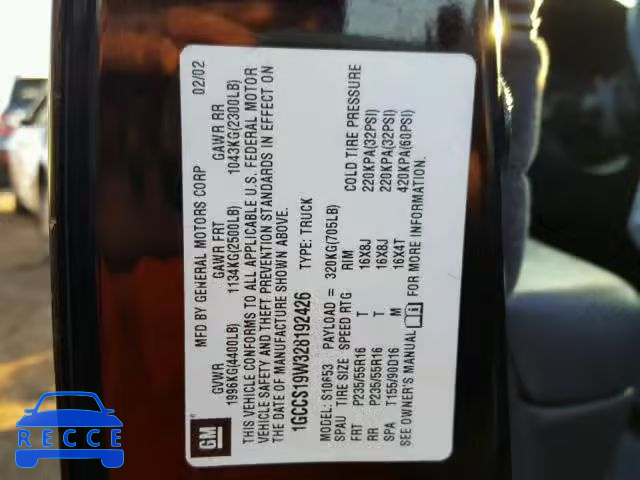 MFD BY GENERAL MOTORS CORP 02/02
GVWR GAWR FRT GAWR RR
1996KG(4400LB) 1134KG(2500LB) 1043KG(2300LB)
THIS VEHICLE CONFORMS TO ALL APPLICABLE U.S. FEDERAL MOTOR
VEHICLE SAFETY AND THEFT PREVENTION STANDARDS IN EFFECT ON
THE DATE OF MANUFACTURE SHOWN ABOVE.
1GCCS19W328192426 TYPE: TRUCK
MODEL: S10653 PAYLOAD = 320KG(705LB)
SPAU TIRE SIZE SPEED RTG RIM COLD TIRE PRESSURE
FRT P235/55R16 T 16X8J 220KPA(32PSI)
RR P235/55R16 T 16X8J 220KPA(32PSI)
SPA T155/90D16 M 16X4T 420KPA(60PSI)
SEE OWNER'S MANUAL i FOR MORE INFORMATION.
GM
RECCE